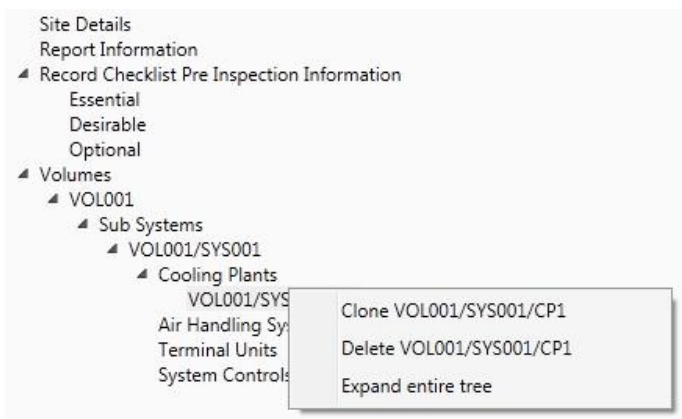 Site Details
Report Information
Record Checklist Pre Inspection Information
Essential
Desirable
Optional
Volumes
VOL001
Sub Systems
VOL001/SYS001
Cooling Plants
VOL001/SYS
Clone VOL001/SYS001/CP1
Air Handling Sy
Terminal Units
Delete VOL001/SYS001/CP1
System Controls
Expand entire tree